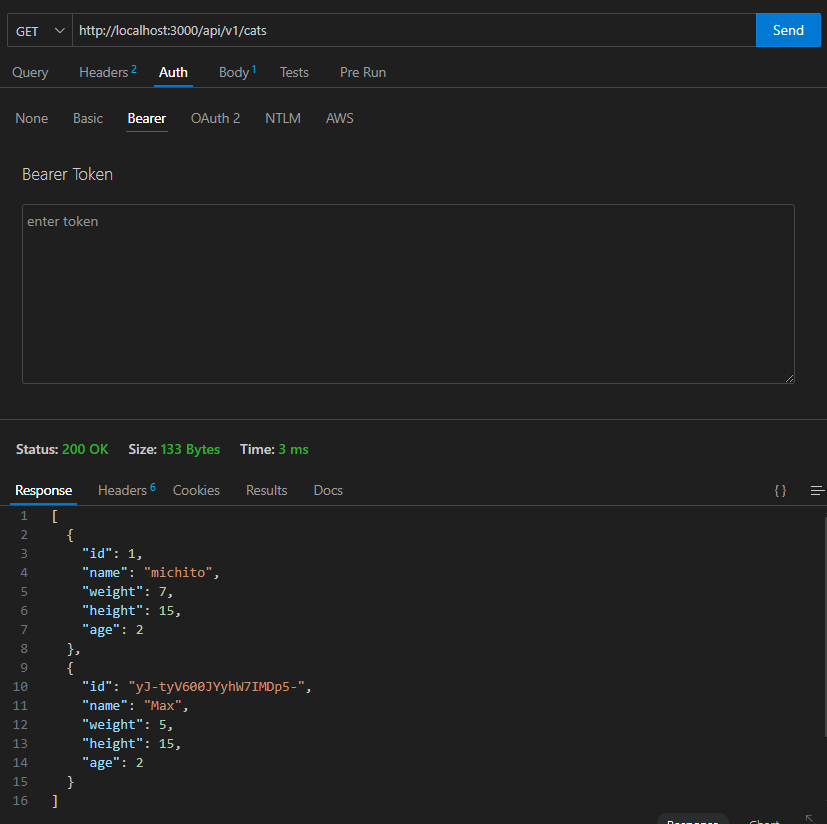 GET http://localhost:3000/api/v1/cats Send
Query Headers 2 Auth Body 1 Tests Pre Run
None Basic Bearer OAuth 2 NTLM AWS
Bearer Token
enter token
Status: 200 OK Size: 133 Bytes Time: 3 ms
Response Headers 6 Cookies Results Docs { }
1 [
2 {
3 "id": 1,
4 "name": "michito",
5 "weight": 7,
6 "height": 15,
7 "age": 2
8 },
9 {
10 "id": "yJ-tyV600JYyhW7IMDp5-",
11 "name": "Max",
12 "weight": 5,
13 "height": 15,
14 "age": 2
15 }
16 ]
Response Chart